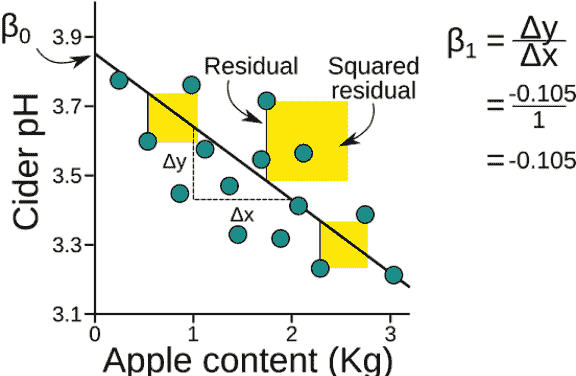 β0
3.9
3.7
3.5
3.3
3.1
Cider pH
Residual
Squared
residual
Δy
Δx
0
1
2
3
Apple content (Kg)
β1 = Δy
Δx
= -0.105
1
= -0.105